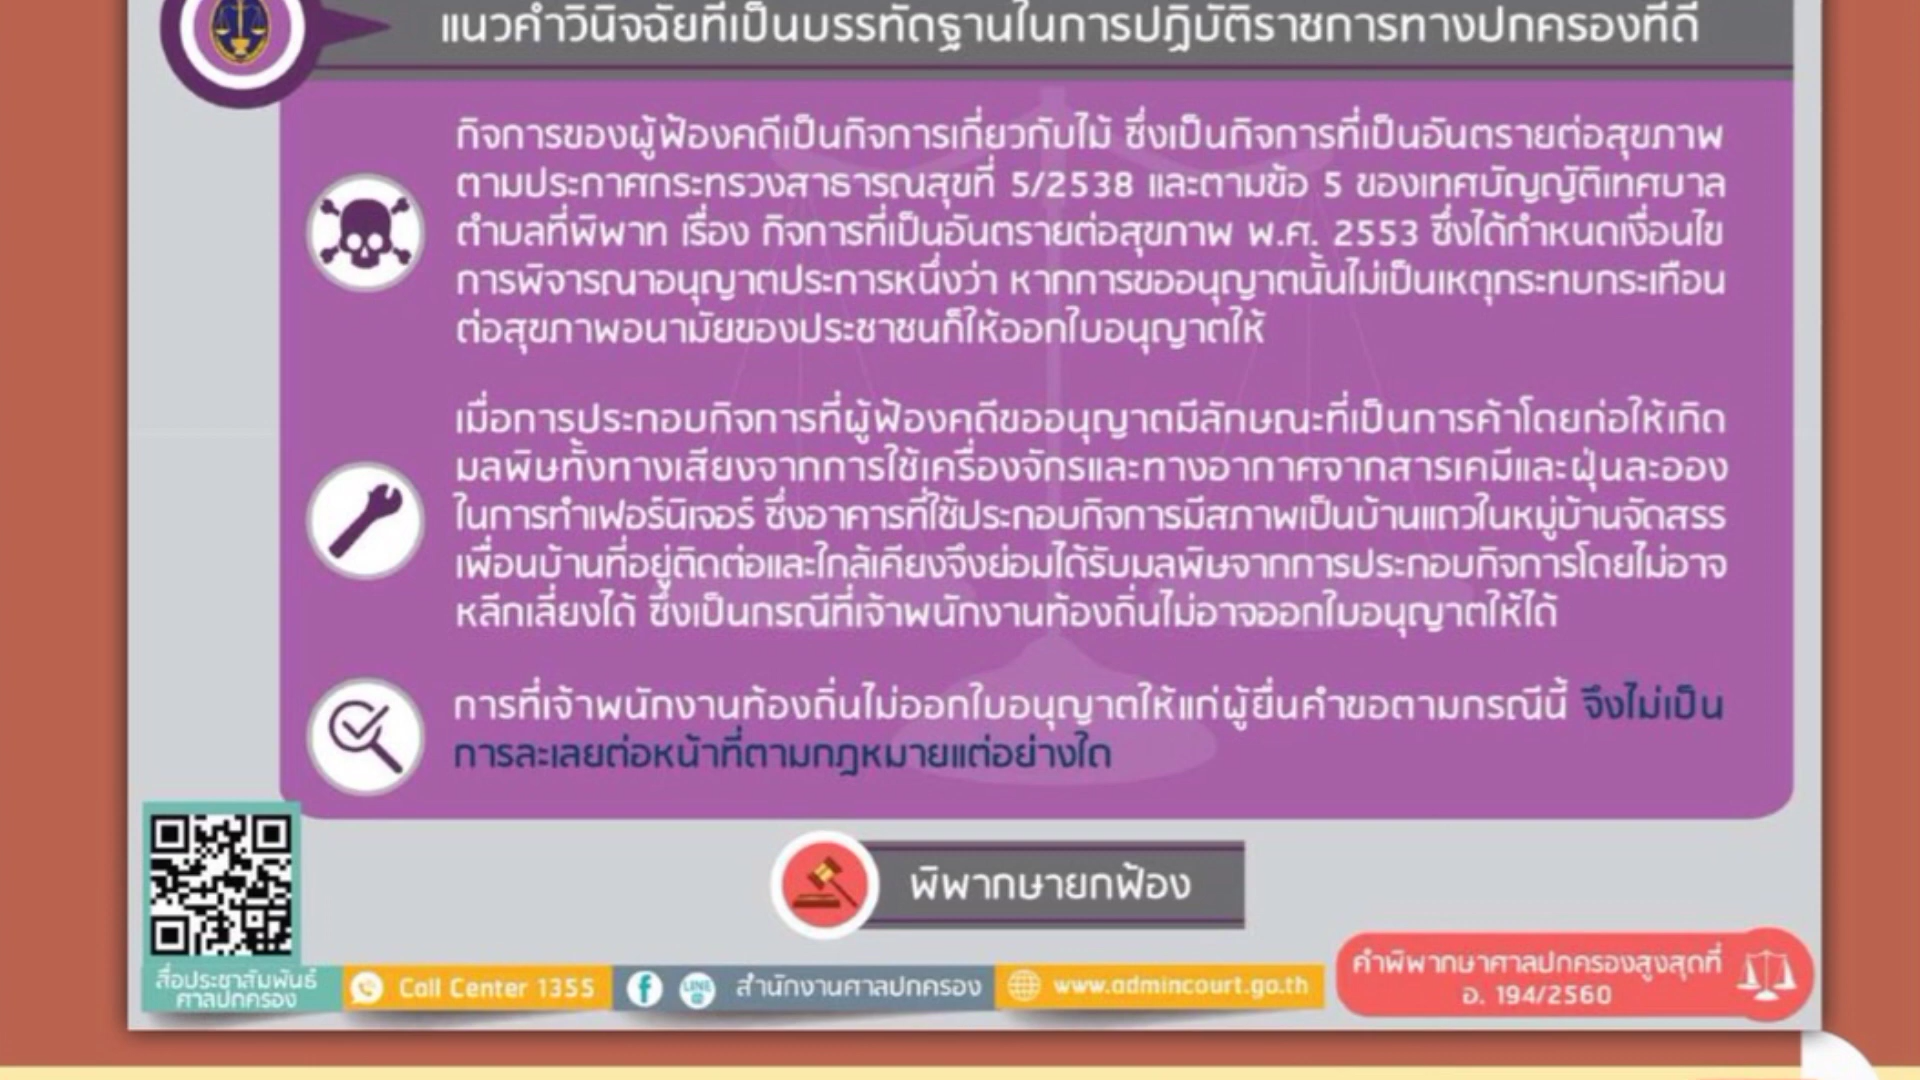 แนวคำวินิจฉัยที่เป็นบรรทัดฐานในการปฏิบัติราชการทางปกครองที่ดี
กิจการของผู้ฟ้องคดีเป็นกิจการเกี่ยวกับไม้ ซึ่งเป็นกิจการที่เป็นอันตรายต่อสุขภาพ
ตามประกาศกระทรวงสาธารณสุขที่ 5/2538 และตามข้อ 5 ของเทศบัญญัติเทศบาล
ตำบลที่พิพาท เรื่อง กิจการที่เป็นอันตรายต่อสุขภาพ พ.ศ. 2553 ซึ่งได้กำหนดเงื่อนไข
การพิจารณาอนุญาตประการหนึ่งว่า หากการขออนุญาตนั้นไม่เป็นเหตุกระทบกระเทือน
ต่อสุขภาพอนามัยของประชาชนก็ให้ออกใบอนุญาตให้
เมื่อการประกอบกิจการที่ผู้ฟ้องคดีขออนุญาตมีลักษณะที่เป็นการค้าโดยก่อให้เกิด
มลพิษทั้งทางเสียงจากการใช้เครื่องจักรและทางอากาศจากสารเคมีและฝุ่นละออง
ในการทำเฟอร์นิเจอร์ ซึ่งอาคารที่ใช้ประกอบกิจการมีสภาพเป็นบ้านแถวในหมู่บ้านจัดสรร
เพื่อนบ้านที่อยู่ติดต่อและใกล้เคียงจึงย่อมได้รับมลพิษจากการประกอบกิจการโดยไม่อาจ
หลีกเลี่ยงได้ ซึ่งเป็นกรณีที่เจ้าพนักงานท้องถิ่นไม่อาจออกใบอนุญาตให้ได้
การที่เจ้าพนักงานท้องถิ่นไม่ออกใบอนุญาตให้แก่ผู้ยื่นคำขอตามกรณีนี้ จึงไม่เป็น
การละเลยต่อหน้าที่ตามกฎหมายแต่อย่างใด
พิพากษายกฟ้อง
สื่อประชาสัมพันธ์
ศาลปกครอง
Call Center 1355
สำนักงานศาลปกครอง
www.admincourt.go.th
คำพิพากษาศาลปกครองสูงสุดที่
อ. 194/2560